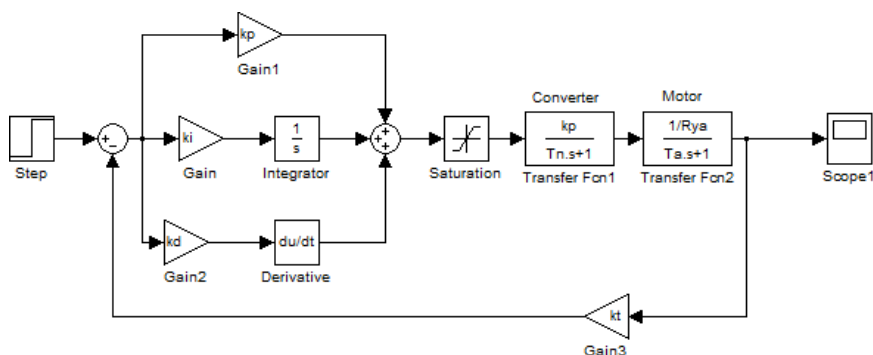 kp
Gain1
Step
+
−
ki
Gain
1
s
Integrator
+
+
+
Saturation
Converter
kp
Tn.s+1
Transfer Fcn1
Motor
1/Rya
Ta.s+1
Transfer Fcn2
Scope1
kd
Gain2
du/dt
Derivative
kt
Gain3